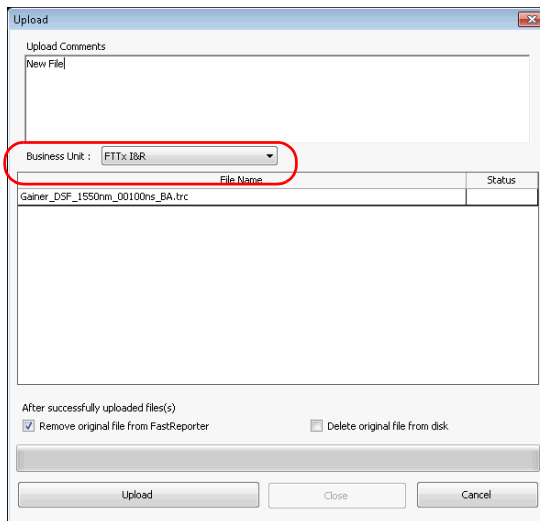 Upload
Upload Comments
New File
Business Unit : FTTx I&R
File Name Status
Gainer_DSF_1550nm_00100ns_BA.trc
After successfully uploaded files(s)
Remove original file from FastReporter Delete original file from disk
Upload Close Cancel